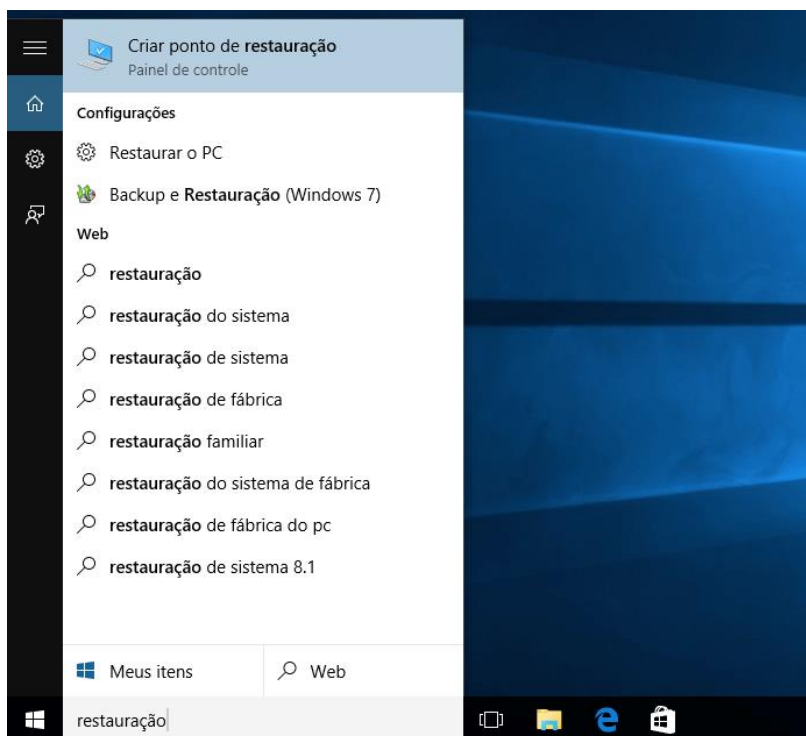 Criar ponto de restauração
Painel de controle
Configurações
Restaurar o PC
Backup e Restauração (Windows 7)
Web
restauração
restauração do sistema
restauração de sistema
restauração de fábrica
restauração familiar
restauração do sistema de fábrica
restauração de fábrica do pc
restauração de sistema 8.1
Meus itens
Web
restauração